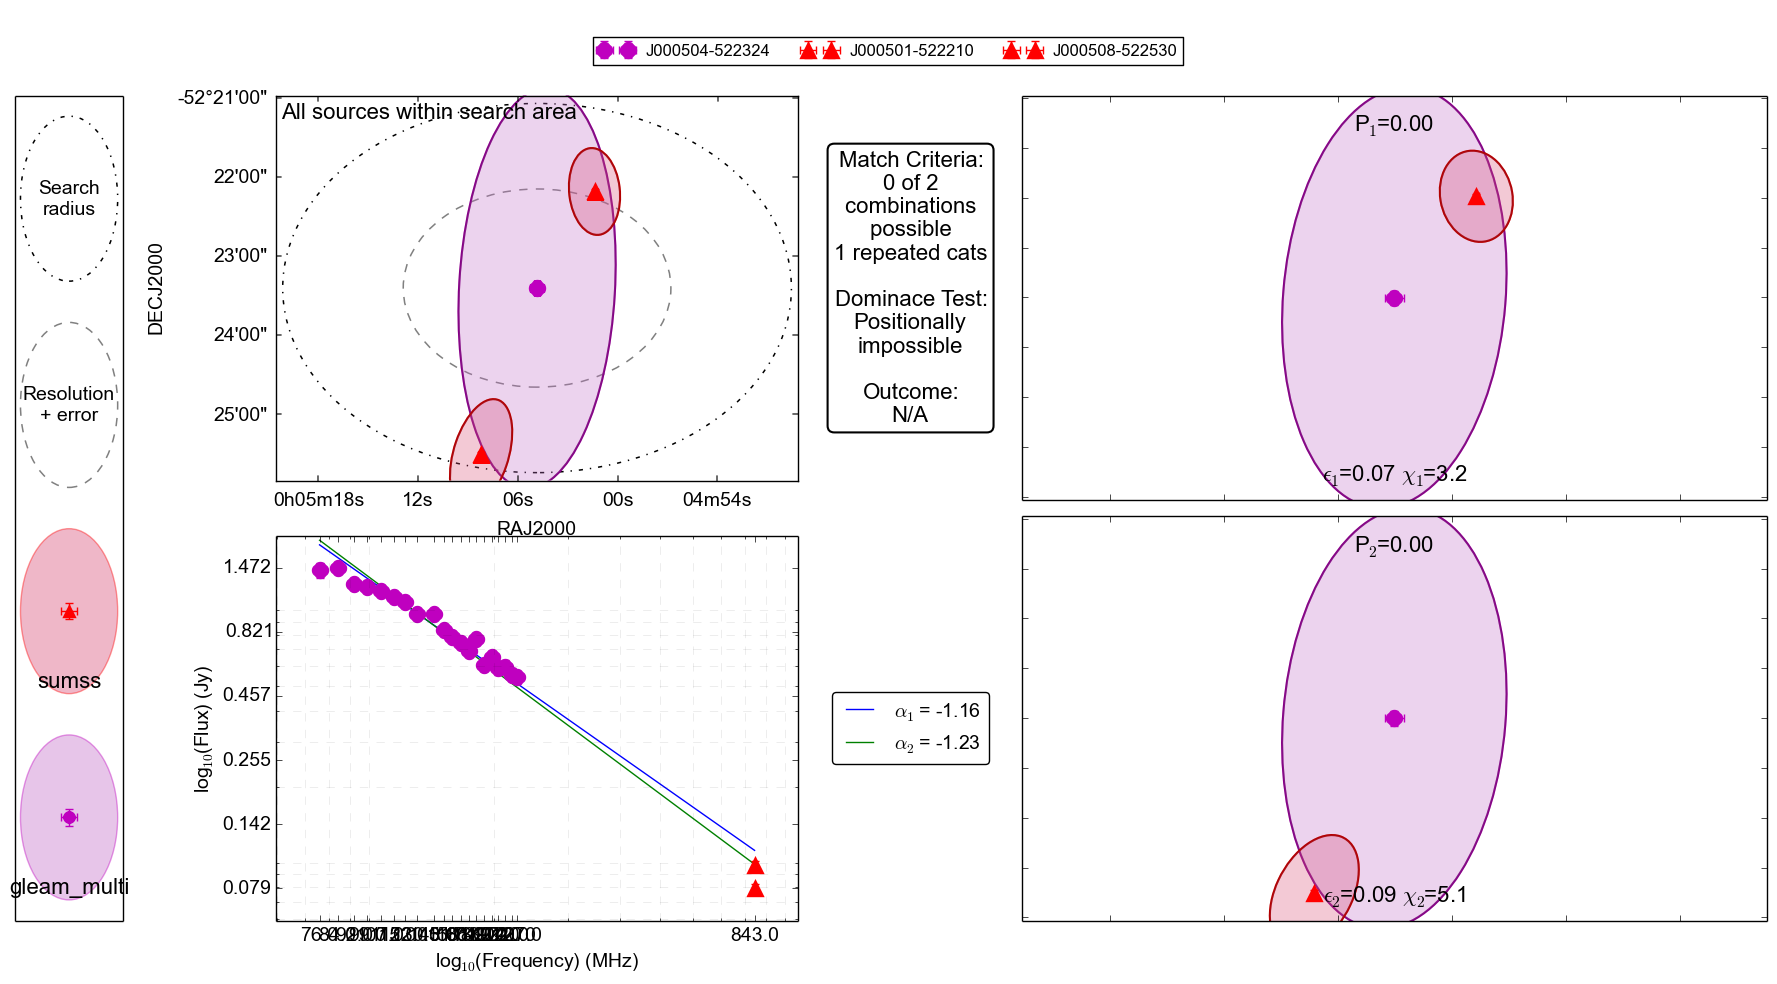 J000504-522324 J000501-522210 J000508-522530
Search
radius
Resolution
+ error
sumss
gleam_multi
All sources within search area
-52°21'00"
22'00"
23'00"
24'00"
25'00"
DECJ2000
0h05m18s 12s 06s 00s 04m54s
RAJ2000
Match Criteria:
0 of 2
combinations
possible
1 repeated cats
Dominace Test:
Positionally
impossible
Outcome:
N/A
P₁=0.00
ϵ₁=0.07 χ₁=3.2
1.472
0.821
0.457
0.255
0.142
0.079
log₁₀(Flux) (Jy)
843.0
log₁₀(Frequency) (MHz)
α₁ = -1.16
α₂ = -1.23
P₂=0.00
ϵ₂=0.09 χ₂=5.1